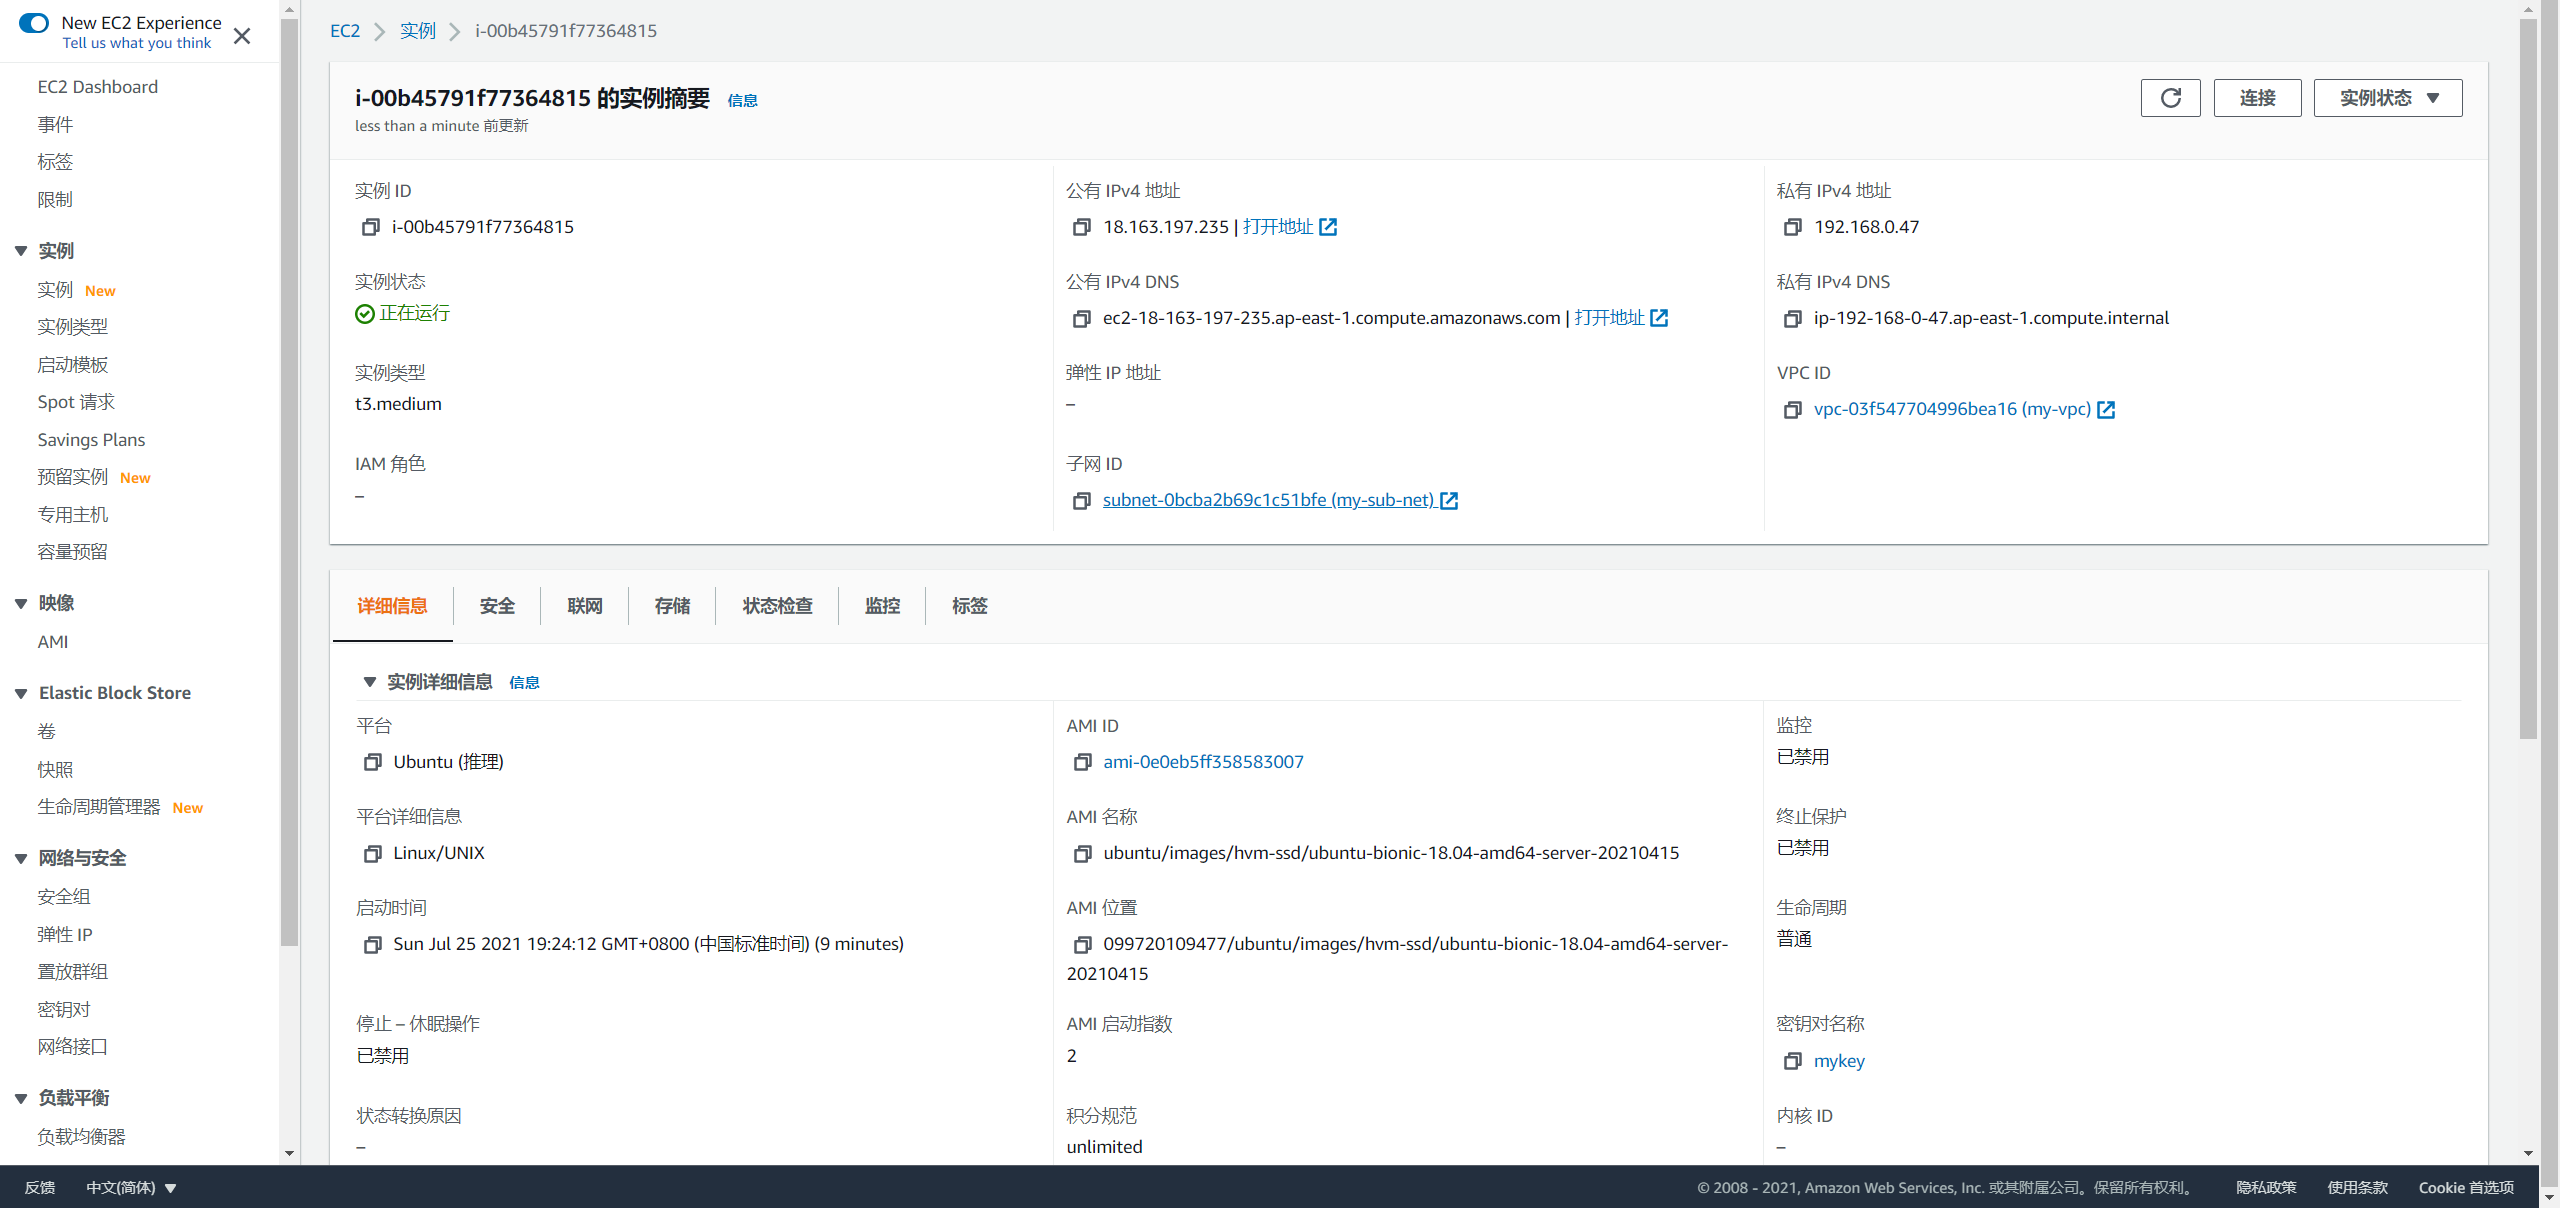 New EC2 Experience
Tell us what you think
EC2 Dashboard
事件
标签
限制
实例
实例 New
实例类型
启动模板
Spot 请求
Savings Plans
预留实例 New
专用主机
容量预留
映像
AMI
Elastic Block Store
卷
快照
生命周期管理器 New
网络与安全
安全组
弹性 IP
置放群组
密钥对
网络接口
负载平衡
负载均衡器
EC2 实例 i-00b45791f77364815
i-00b45791f77364815 的实例摘要 信息
less than a minute 前更新
连接
实例状态
实例 ID
i-00b45791f77364815
公有 IPv4 地址
18.163.197.235 | 打开地址
私有 IPv4 地址
192.168.0.47
实例状态
正在运行
公有 IPv4 DNS
ec2-18-163-197-235.ap-east-1.compute.amazonaws.com | 打开地址
私有 IPv4 DNS
ip-192-168-0-47.ap-east-1.compute.internal
实例类型
t3.medium
弹性 IP 地址
–
VPC ID
vpc-03f547704996bea16 (my-vpc)
IAM 角色
–
子网 ID
subnet-0bcba2b69c1c51bfe (my-sub-net)
详细信息
安全
联网
存储
状态检查
监控
标签
实例详细信息 信息
平台
Ubuntu (推理)
AMI ID
ami-0e0eb5ff358583007
监控
已禁用
平台详细信息
Linux/UNIX
AMI 名称
ubuntu/images/hvm-ssd/ubuntu-bionic-18.04-amd64-server-20210415
终止保护
已禁用
启动时间
Sun Jul 25 2021 19:24:12 GMT+0800 (中国标准时间) (9 minutes)
AMI 位置
099720109477/ubuntu/images/hvm-ssd/ubuntu-bionic-18.04-amd64-server-
20210415
生命周期
普通
停止 – 休眠操作
已禁用
AMI 启动指数
2
密钥对名称
mykey
状态转换原因
–
积分规范
unlimited
内核 ID
–
反馈
中文(简体)
© 2008 - 2021, Amazon Web Services, Inc. 或其附属公司。保留所有权利。
隐私政策
使用条款
Cookie 首选项